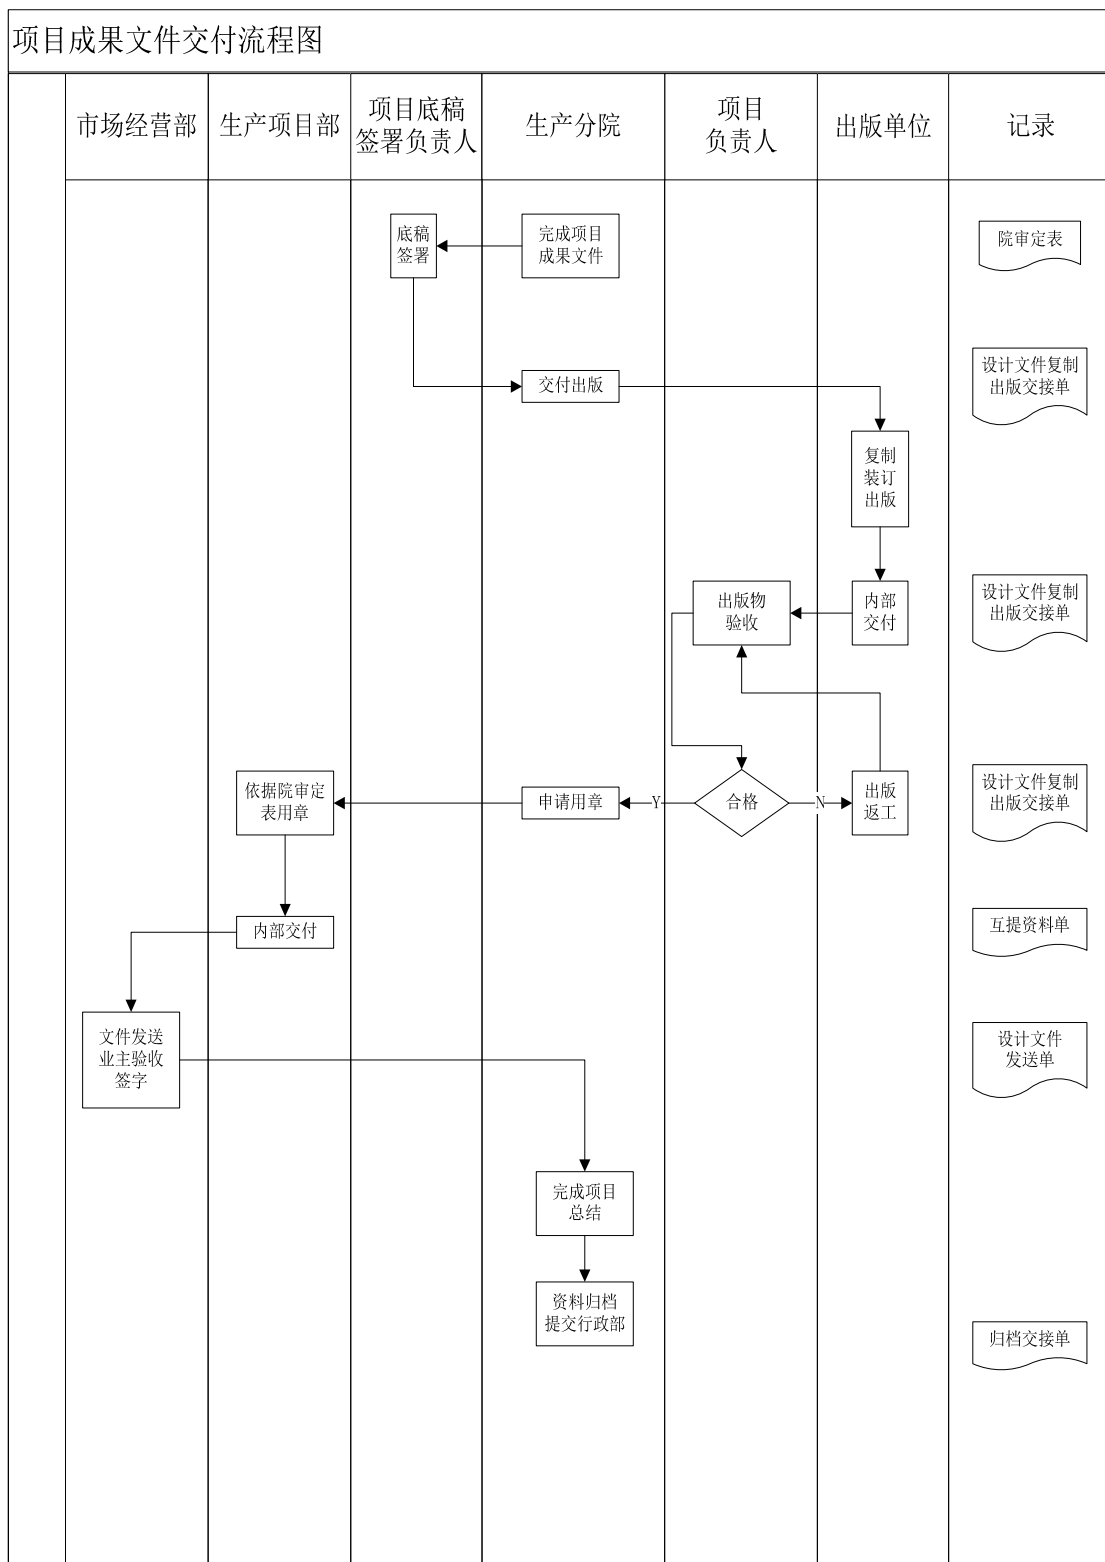 项目成果文件交付流程图
市场经营部
生产项目部
项目底稿
签署负责人
生产分院
项目
负责人
出版单位
记录
底稿
签署
完成项目
成果文件
院审定表
交付出版
设计文件复制
出版交接单
复制
装订
出版
出版物
验收
内部
交付
设计文件复制
出版交接单
依据院审定
表用章
申请用章
Y
合格
N
出版
返工
设计文件复制
出版交接单
内部交付
互提资料单
文件发送
业主验收
签字
设计文件
发送单
完成项目
总结
资料归档
提交行政部
归档交接单